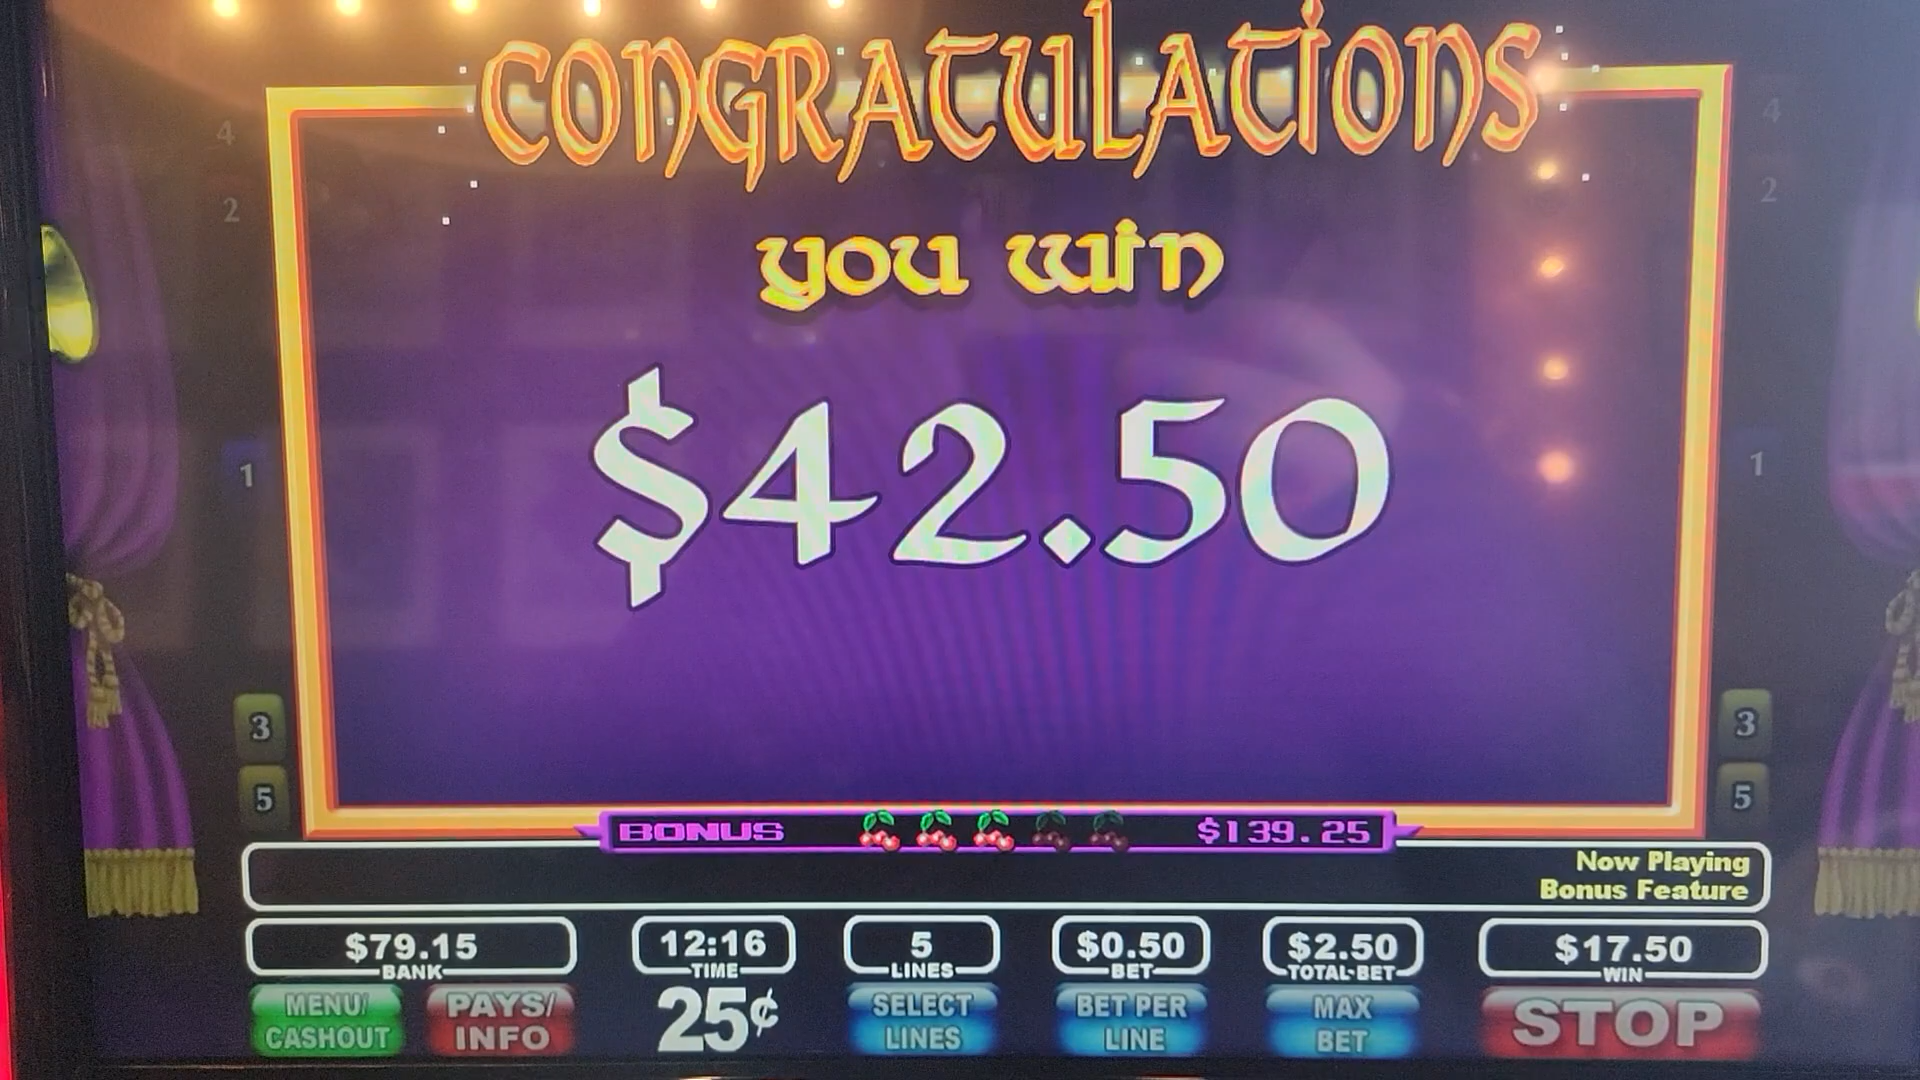 CONGRATULATIONS
you win
$42.50
4
4
2
2
1
1
3
3
5
5
BONUS $139.25
Now Playing
Bonus Feature
$79.15
BANK
12:16
TIME
5
LINES
$0.50
BET
$2.50
TOTAL-BET
$17.50
WIN
MENU/
CASHOUT
PAYS/
INFO
25¢
SELECT
LINES
BET PER
LINE
MAX
BET
STOP